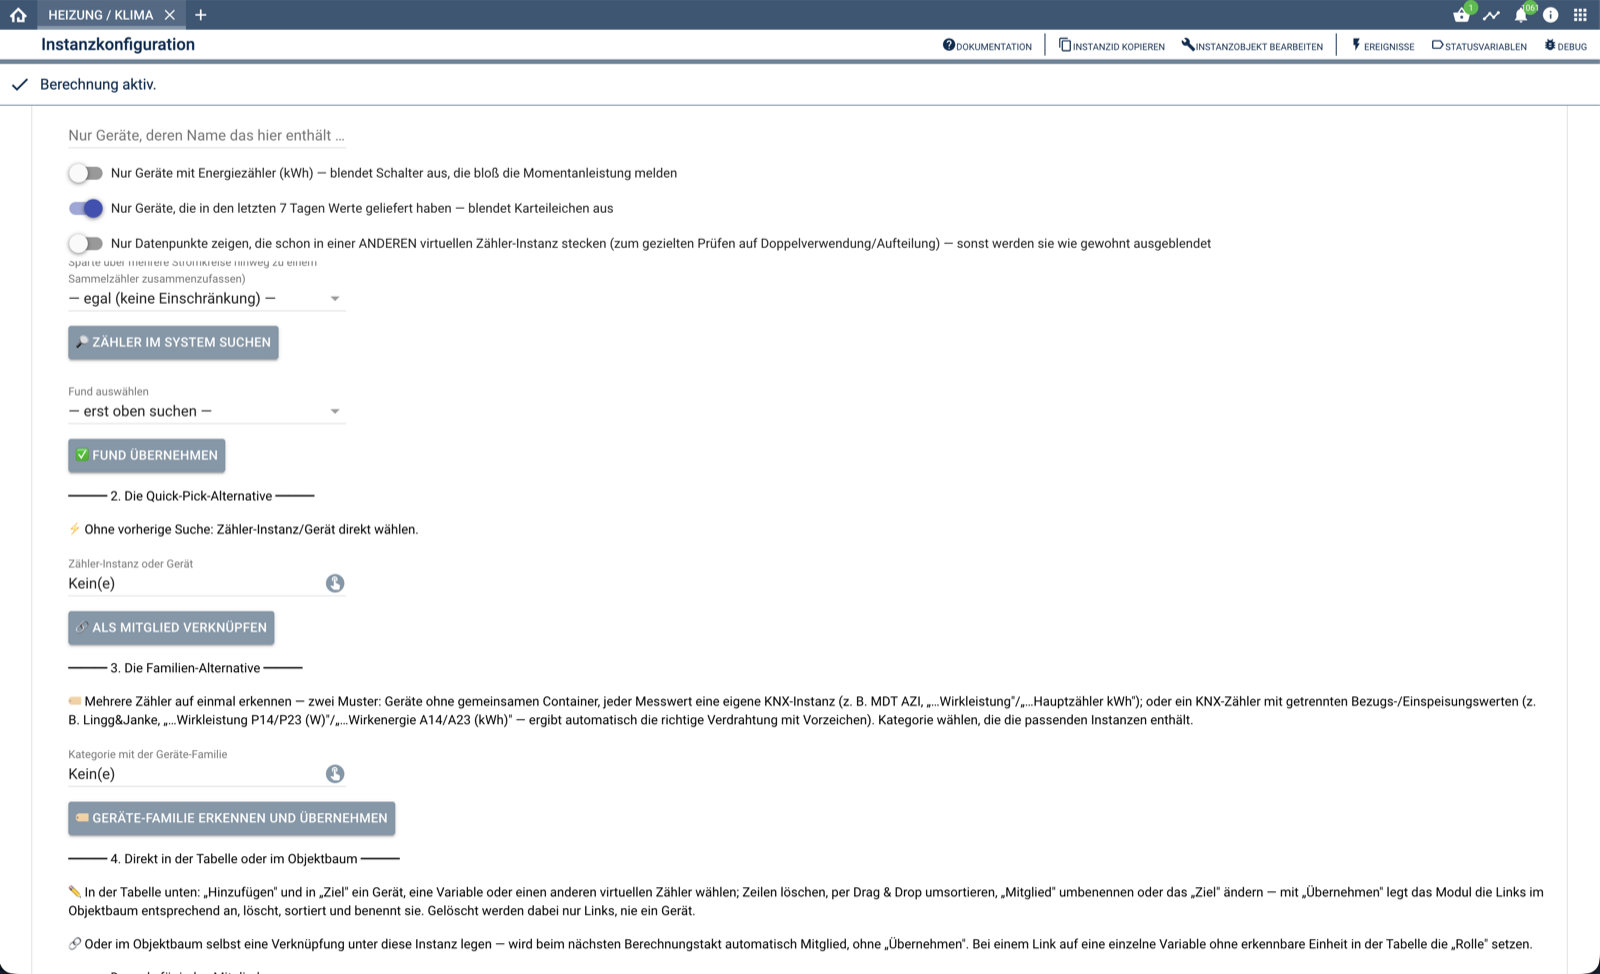 HEIZUNG / KLIMA
1
1061
Instanzkonfiguration
DOKUMENTATION
INSTANZID KOPIEREN
INSTANZOBJEKT BEARBEITEN
EREIGNISSE
STATUSVARIABLEN
DEBUG
Berechnung aktiv.
Nur Geräte, deren Name das hier enthält ...
Nur Geräte mit Energiezähler (kWh) — blendet Schalter aus, die bloß die Momentanleistung melden
Nur Geräte, die in den letzten 7 Tagen Werte geliefert haben — blendet Karteileichen aus
Nur Datenpunkte zeigen, die schon in einer ANDEREN virtuellen Zähler-Instanz stecken (zum gezielten Prüfen auf Doppelverwendung/Aufteilung) — sonst werden sie wie gewohnt ausgeblendet
Sparte über mehrere Stromkreise hinweg zu einem
Sammelzähler zusammenzufassen)
— egal (keine Einschränkung) —
ZÄHLER IM SYSTEM SUCHEN
Fund auswählen
— erst oben suchen —
FUND ÜBERNEHMEN
——— 2. Die Quick-Pick-Alternative ———
Ohne vorherige Suche: Zähler-Instanz/Gerät direkt wählen.
Zähler-Instanz oder Gerät
Kein(e)
ALS MITGLIED VERKNÜPFEN
——— 3. Die Familien-Alternative ———
Mehrere Zähler auf einmal erkennen — zwei Muster: Geräte ohne gemeinsamen Container, jeder Messwert eine eigene KNX-Instanz (z. B. MDT AZI, „...Wirkleistung"/„...Hauptzähler kWh"); oder ein KNX-Zähler mit getrennten Bezugs-/Einspeisungswerten (z.
B. Lingg&Janke, „...Wirkleistung P14/P23 (W)"/„...Wirkenergie A14/A23 (kWh)" — ergibt automatisch die richtige Verdrahtung mit Vorzeichen). Kategorie wählen, die die passenden Instanzen enthält.
Kategorie mit der Geräte-Familie
Kein(e)
GERÄTE-FAMILIE ERKENNEN UND ÜBERNEHMEN
——— 4. Direkt in der Tabelle oder im Objektbaum ———
In der Tabelle unten: „Hinzufügen" und in „Ziel" ein Gerät, eine Variable oder einen anderen virtuellen Zähler wählen; Zeilen löschen, per Drag & Drop umsortieren, „Mitglied" umbenennen oder das „Ziel" ändern — mit „Übernehmen" legt das Modul die Links im
Objektbaum entsprechend an, löscht, sortiert und benennt sie. Gelöscht werden dabei nur Links, nie ein Gerät.
Oder im Objektbaum selbst eine Verknüpfung unter diese Instanz legen — wird beim nächsten Berechnungstakt automatisch Mitglied, ohne „Übernehmen". Bei einem Link auf eine einzelne Variable ohne erkennbare Einheit in der Tabelle die „Rolle" setzen.